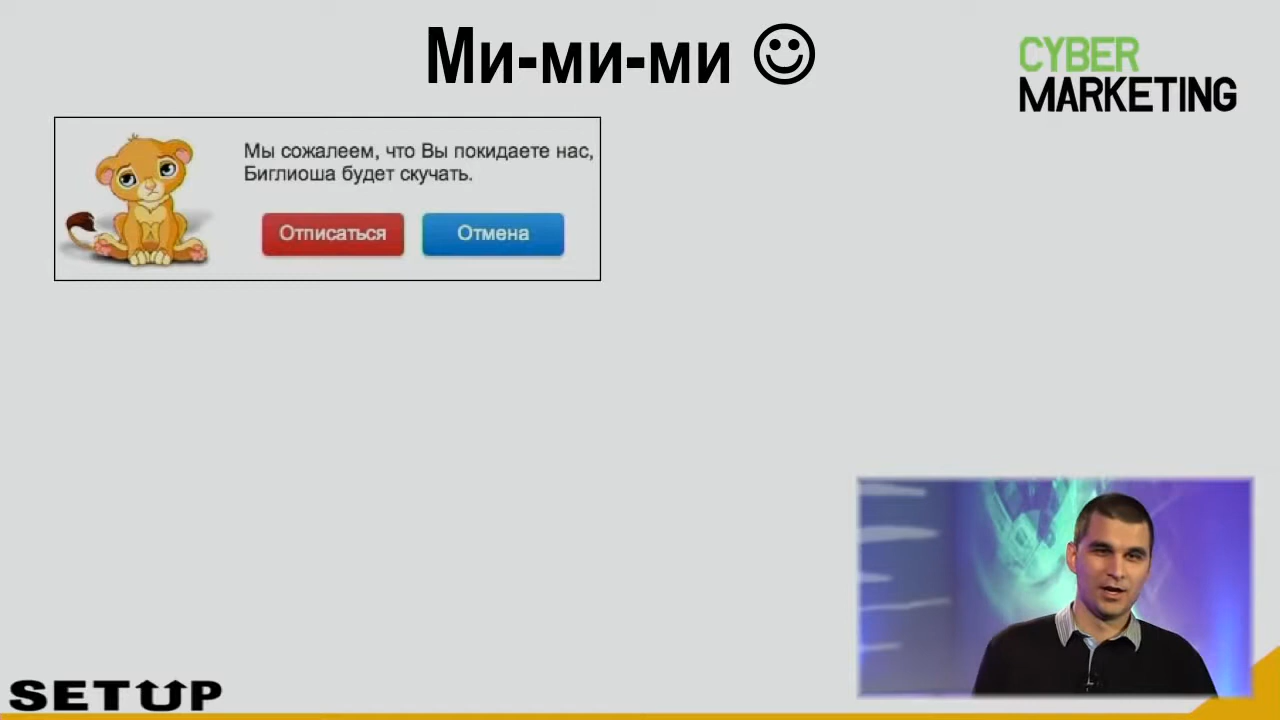 Ми-ми-ми ☺
CYBER
MARKETING
Мы сожалеем, что Вы покидаете нас,
Биглиоша будет скучать.
Отписаться
Отмена
SETUP